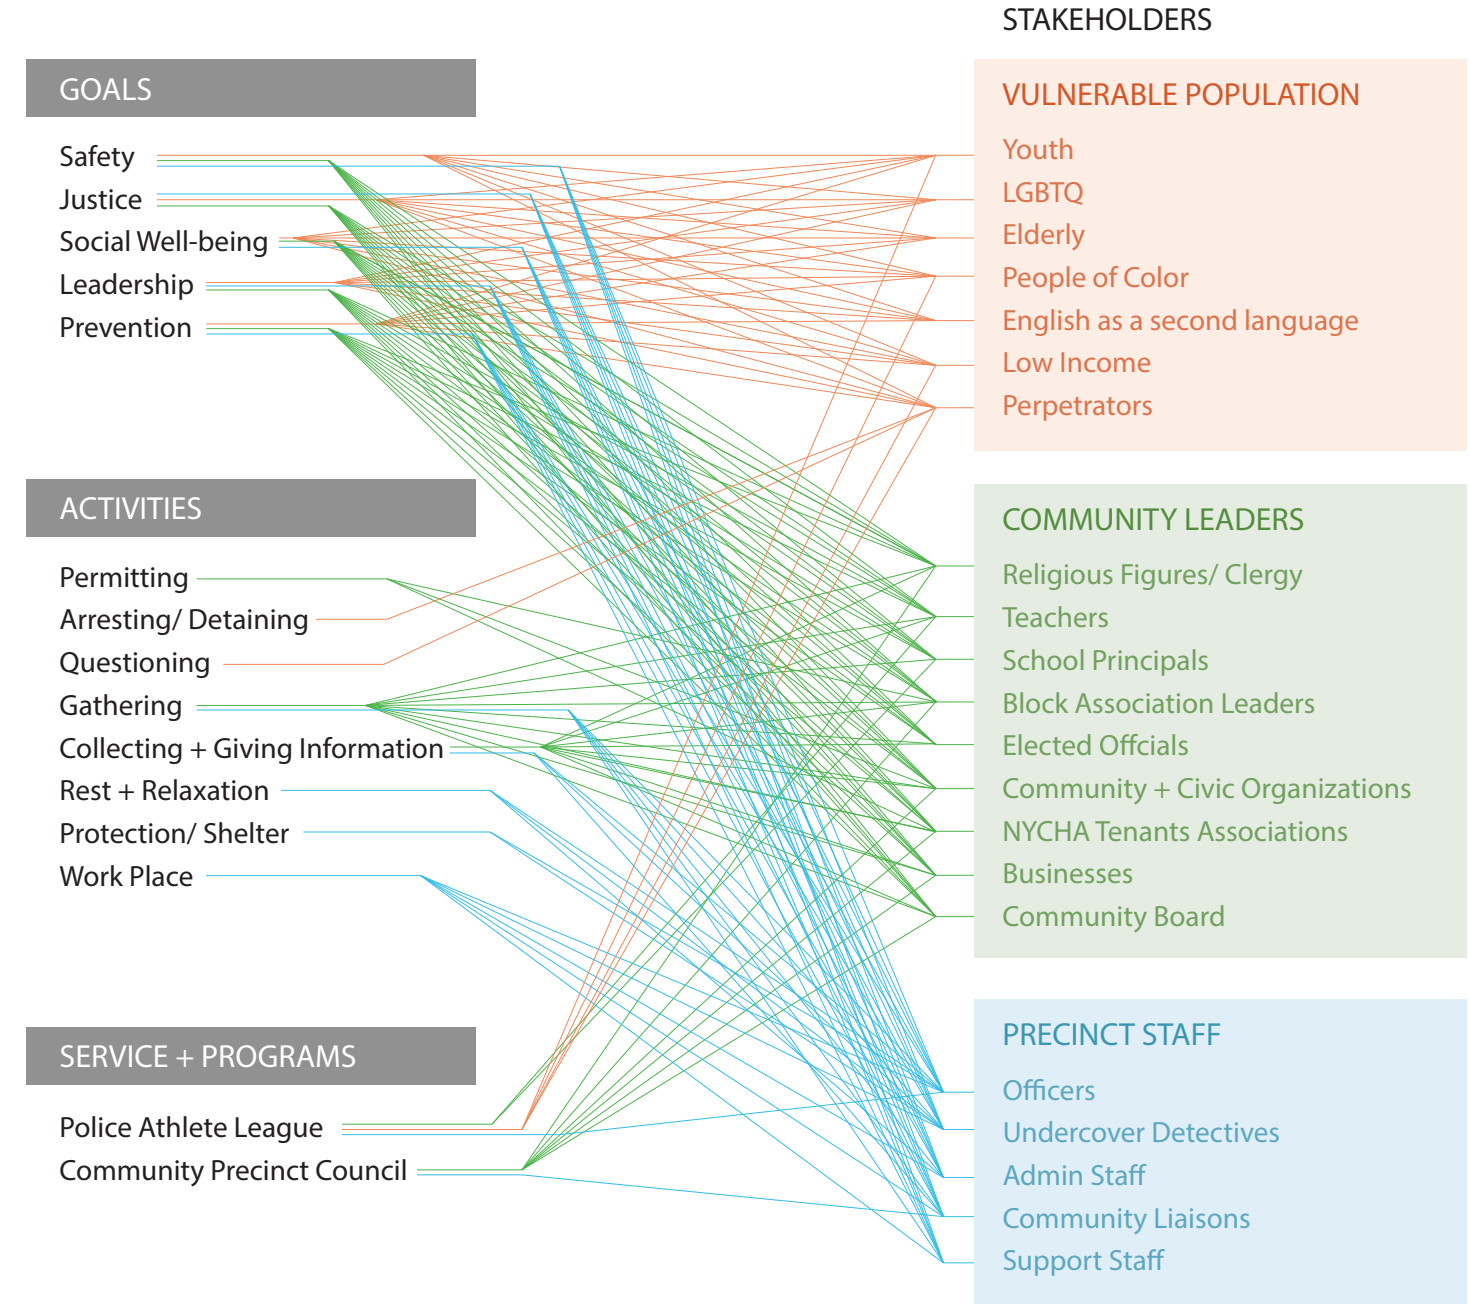 STAKEHOLDERS
GOALS
Safety
Justice
Social Well-being
Leadership
Prevention
ACTIVITIES
Permitting
Arresting/ Detaining
Questioning
Gathering
Collecting + Giving Information
Rest + Relaxation
Protection/ Shelter
Work Place
SERVICE + PROGRAMS
Police Athlete League
Community Precinct Council
VULNERABLE POPULATION
Youth
LGBTQ
Elderly
People of Color
English as a second language
Low Income
Perpetrators
COMMUNITY LEADERS
Religious Figures/ Clergy
Teachers
School Principals
Block Association Leaders
Elected Offcials
Community + Civic Organizations
NYCHA Tenants Associations
Businesses
Community Board
PRECINCT STAFF
Officers
Undercover Detectives
Admin Staff
Community Liaisons
Support Staff